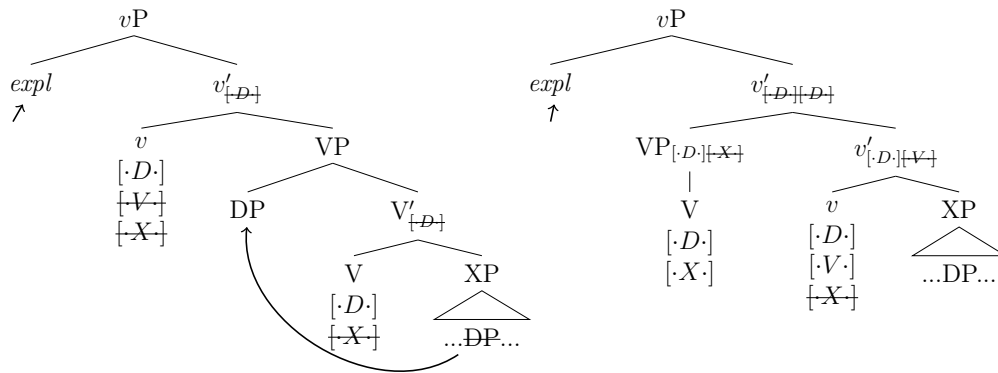 vP vP
expl v′[·D·] expl v′[·D·][·D·]
v VP VP[·D·][·X·] v′[·D·][·V·]
[·D·] DP V′[·D·] V v XP
[·V·] [·D·] [·D·]
[·X·] V XP [·X·] [·V·] ...DP...
[·D·] [·X·]
[·X·] ...DP...